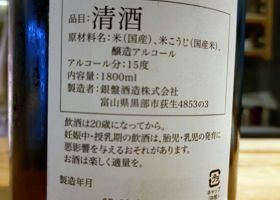 品目：清酒
原材料名：米（国産）、米こうじ（国産米）、
醸造アルコール
アルコール分：15度
内容量：1800ml
製造者：銀盤酒造株式会社
富山県黒部市荻生4853の3
飲酒は20歳になってから。
妊娠中・授乳期の飲酒は、胎児・乳児の発育に
悪影響を与えるおそれがあります。
お酒は楽しく適量を。
製造年月
キャップ